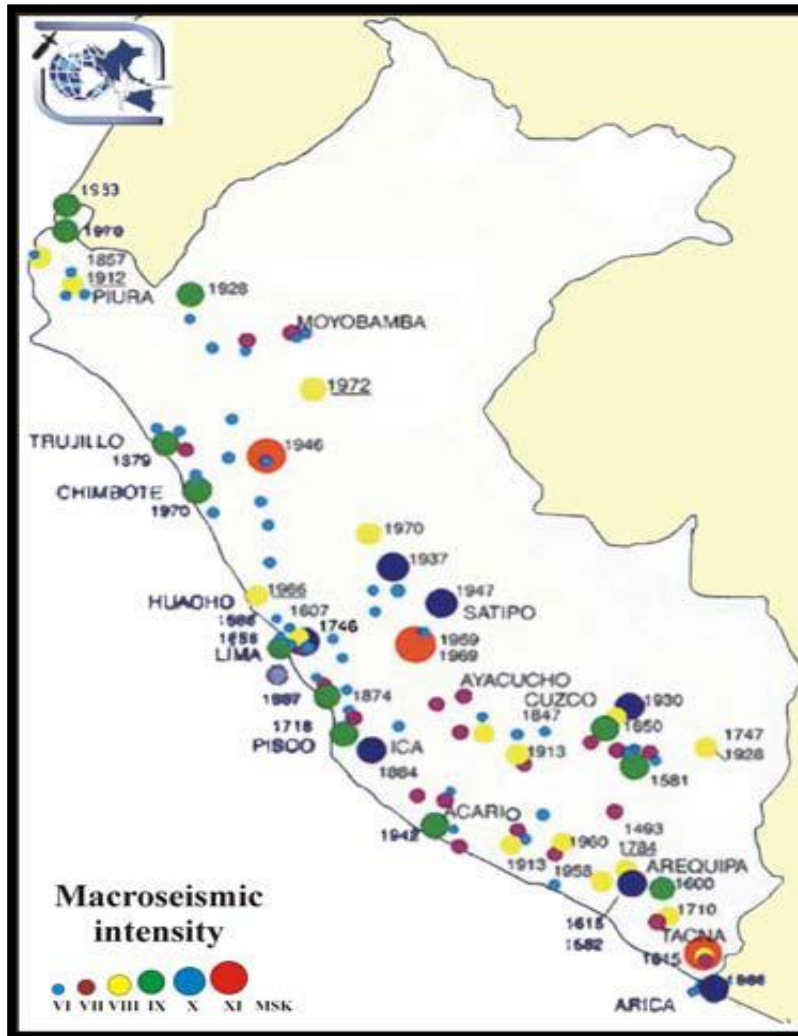 1970
1857
1912
PIURA
1928
MOYOBAMBA
1972
TRUJILLO
1946
CHIMBOTE
1970
1970
1937
1947
SATIPO
1966
HUACHO
1607
1746
LIMA
1969
1969
AYACUCHO
CUZCO
1930
1874
1847
1650
1747
1718
PISCO
ICA
1913
1928
1581
1942
1960
1493
1784
1913
1958
AREQUIPA
1600
1710
TACNA
ARICA
Macroseismic
intensity
VI VII VIII IX X XI MSK